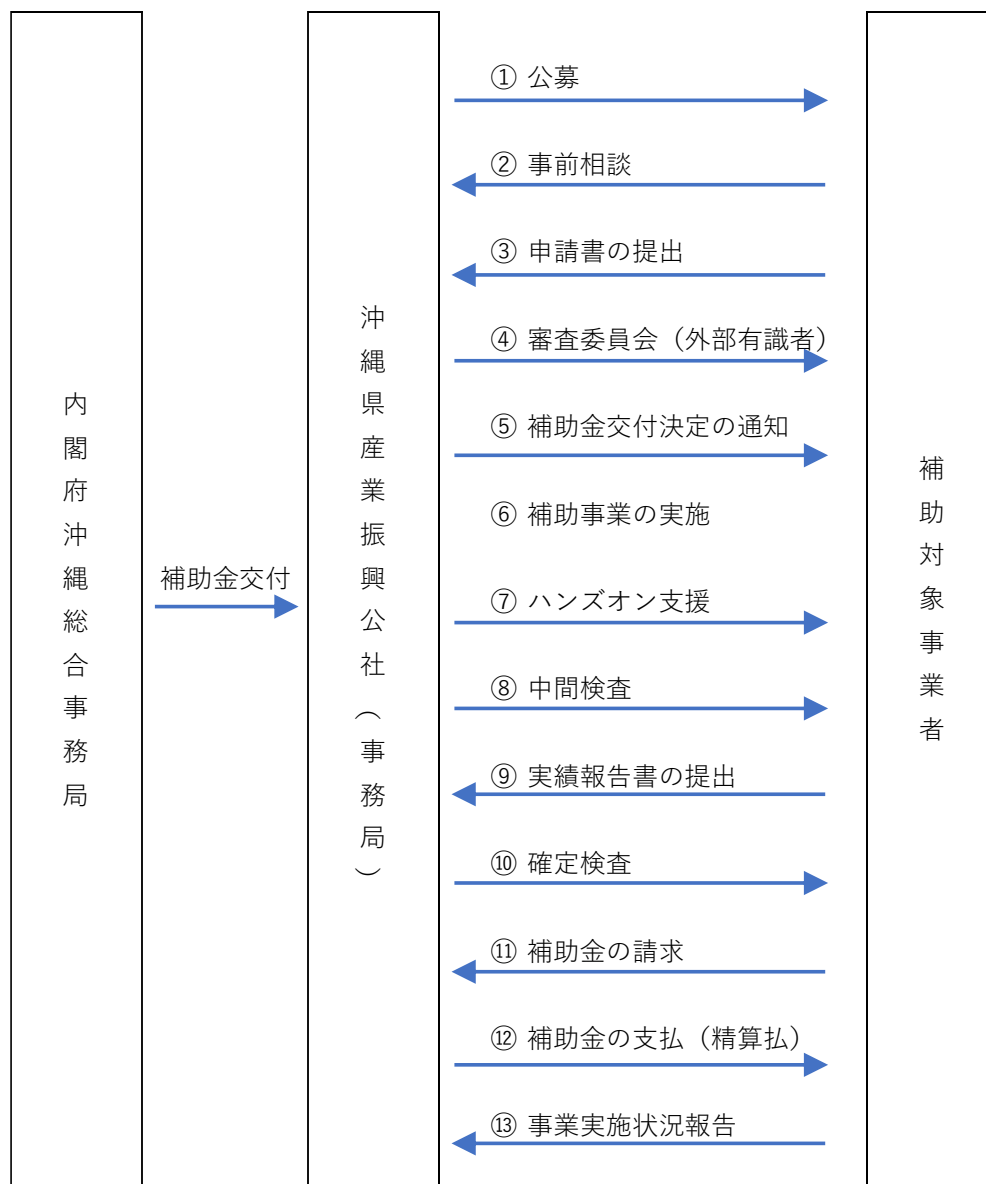 内閣府沖縄総合事務局
補助金交付
沖縄県産業振興公社（事務局）
① 公募
② 事前相談
③ 申請書の提出
④ 審査委員会（外部有識者）
⑤ 補助金交付決定の通知
⑥ 補助事業の実施
⑦ ハンズオン支援
⑧ 中間検査
⑨ 実績報告書の提出
⑩ 確定検査
⑪ 補助金の請求
⑫ 補助金の支払（精算払）
⑬ 事業実施状況報告
補助対象事業者